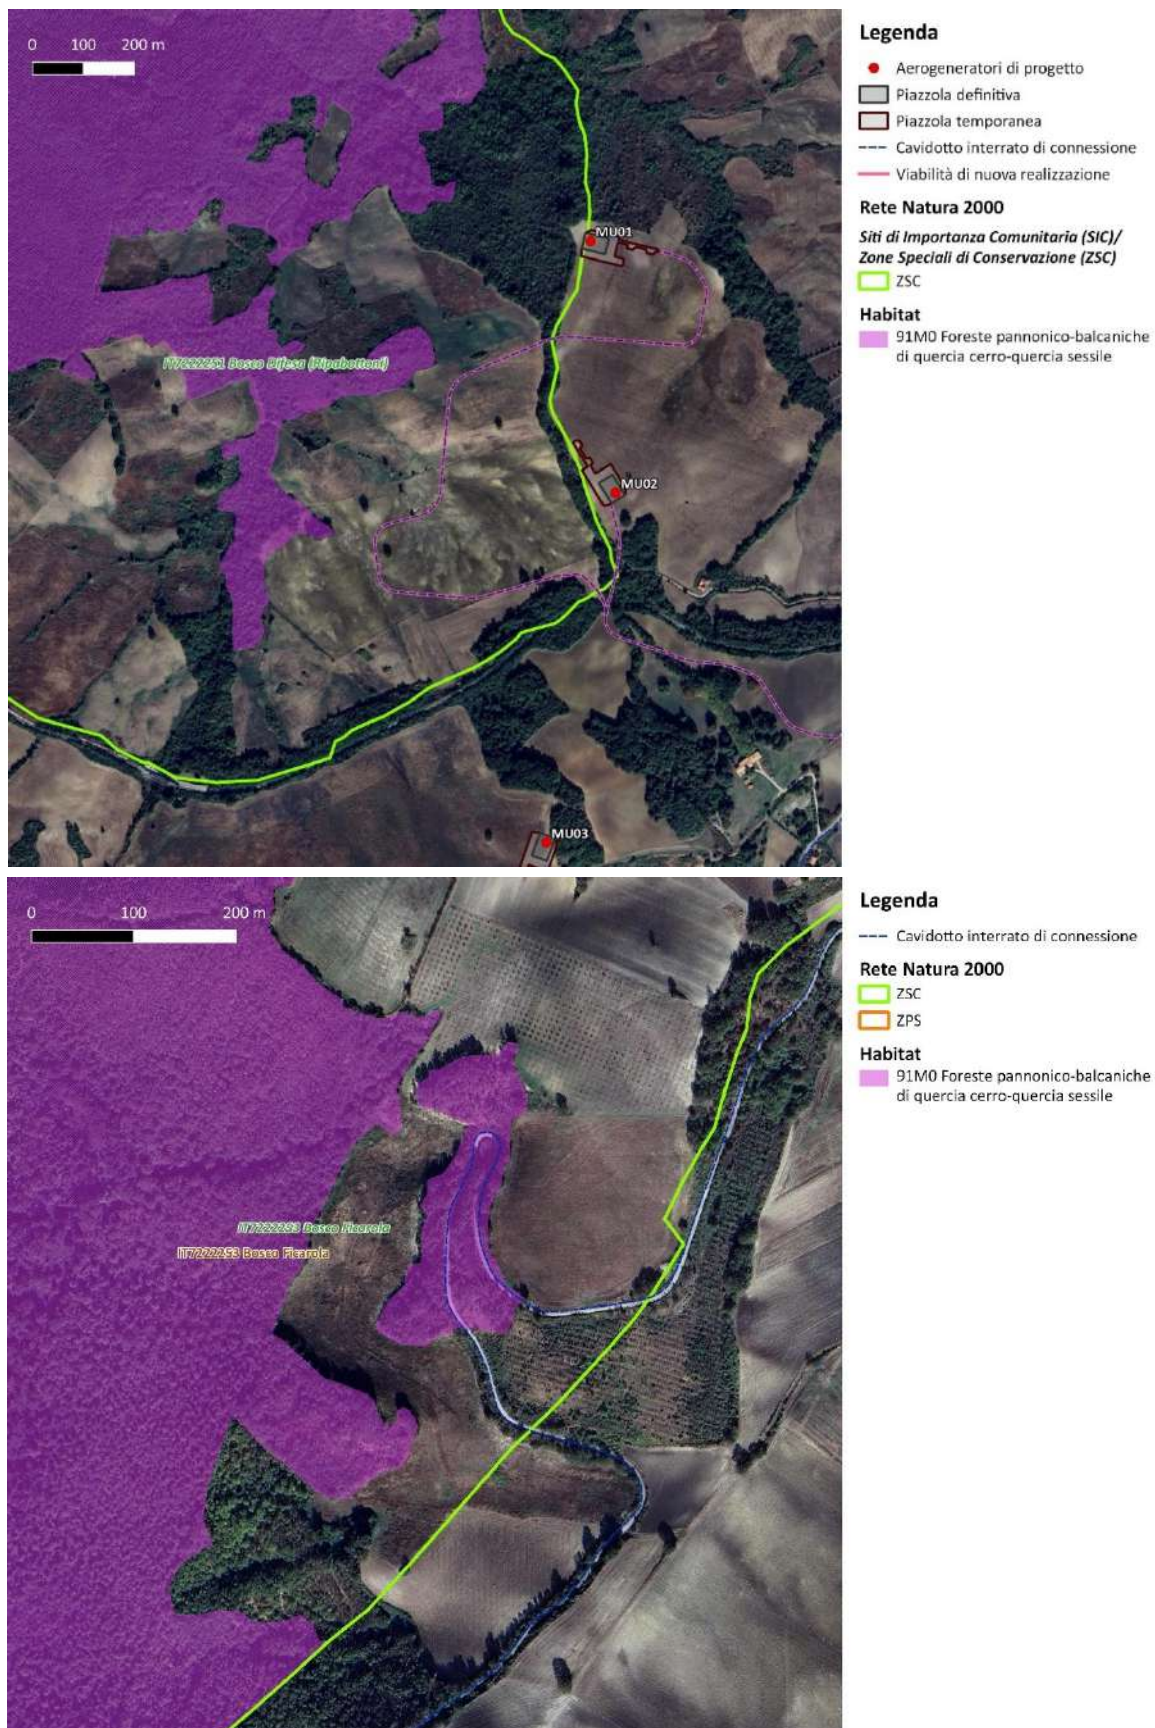 0 100 200 m
MU01
IT7222251 Bosco Difesa (Ripabottoni)
MU02
MU03
Legenda
Aerogeneratori di progetto
Piazzola definitiva
Piazzola temporanea
Cavidotto interrato di connessione
Viabilità di nuova realizzazione
Rete Natura 2000
Siti di Importanza Comunitaria (SIC)/
Zone Speciali di Conservazione (ZSC)
ZSC
Habitat
91M0 Foreste pannonico-balcaniche
di quercia cerro-quercia sessile
0 100 200 m
IT7222253 Bosco Ficarola
IT7222253 Bosco Ficarola
Legenda
Cavidotto interrato di connessione
Rete Natura 2000
ZSC
ZPS
Habitat
91M0 Foreste pannonico-balcaniche
di quercia cerro-quercia sessile